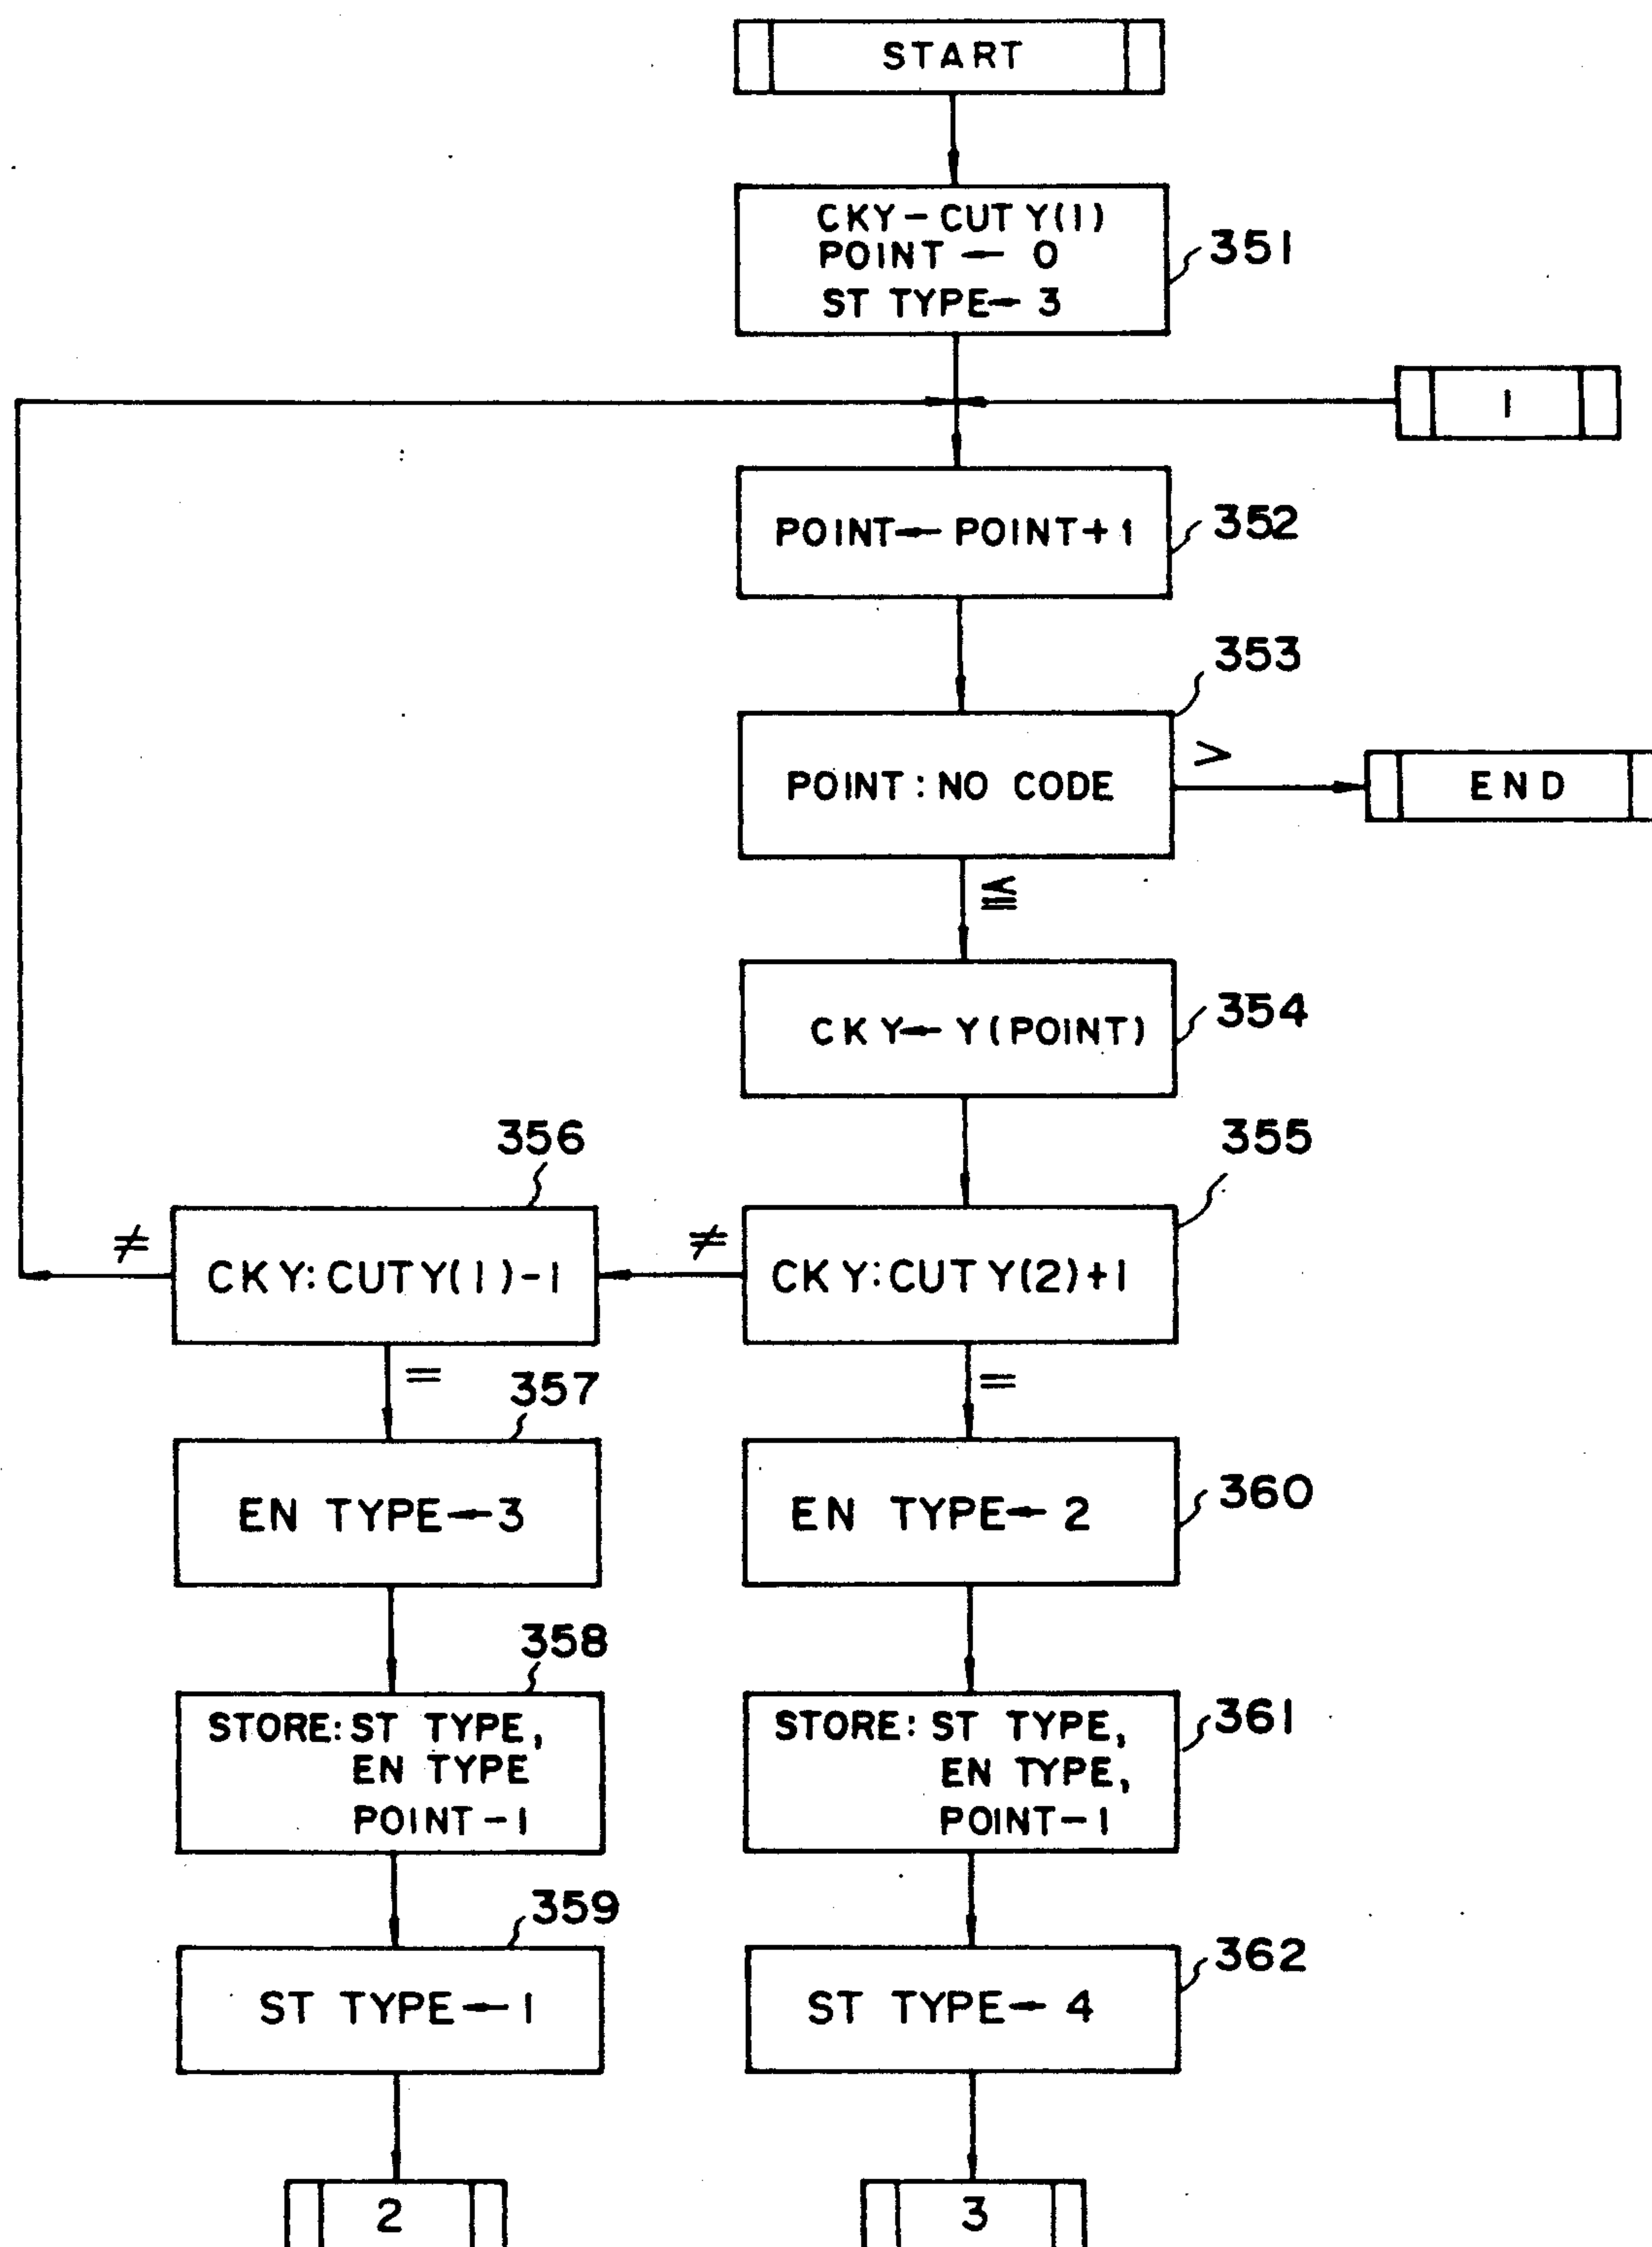 START
CKY-CUTY(1)
POINT ← 0
ST TYPE← 3
351
1
POINT←POINT+1
352
353
POINT:NO CODE
>
END
≦
CKY←Y(POINT)
354
356
355
≠
CKY:CUTY(1)-1
≠
CKY:CUTY(2)+1
=
357
=
EN TYPE←3
EN TYPE←2
360
358
STORE:ST TYPE,
EN TYPE
POINT-1
STORE: ST TYPE,
EN TYPE,
POINT-1
361
359
ST TYPE←1
ST TYPE←4
362
2
3